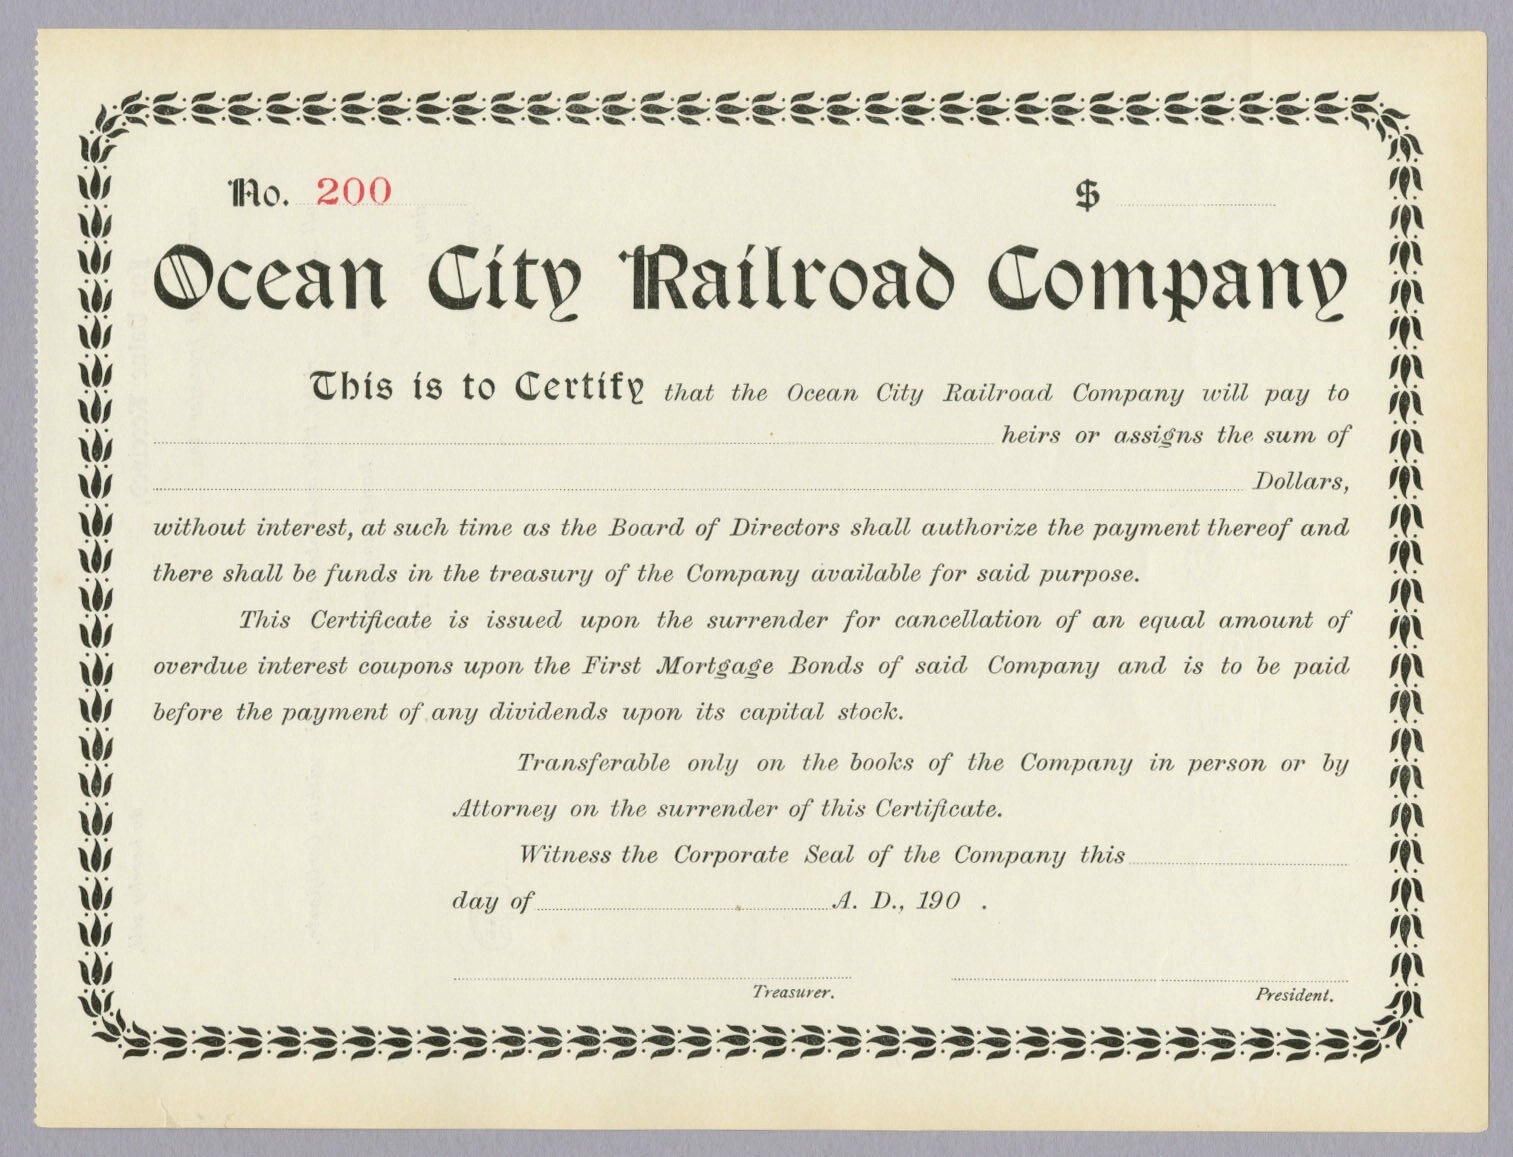 No. 200 $
Ocean City Railroad Company
This is to Certify that the Ocean City Railroad Company will pay to
heirs or assigns the sum of
Dollars,
without interest, at such time as the Board of Directors shall authorize the payment thereof and
there shall be funds in the treasury of the Company available for said purpose.
This Certificate is issued upon the surrender for cancellation of an equal amount of
overdue interest coupons upon the First Mortgage Bonds of said Company and is to be paid
before the payment of any dividends upon its capital stock.
Transferable only on the books of the Company in person or by
Attorney on the surrender of this Certificate.
Witness the Corporate Seal of the Company this
day of A. D., 190 .
Treasurer. President.